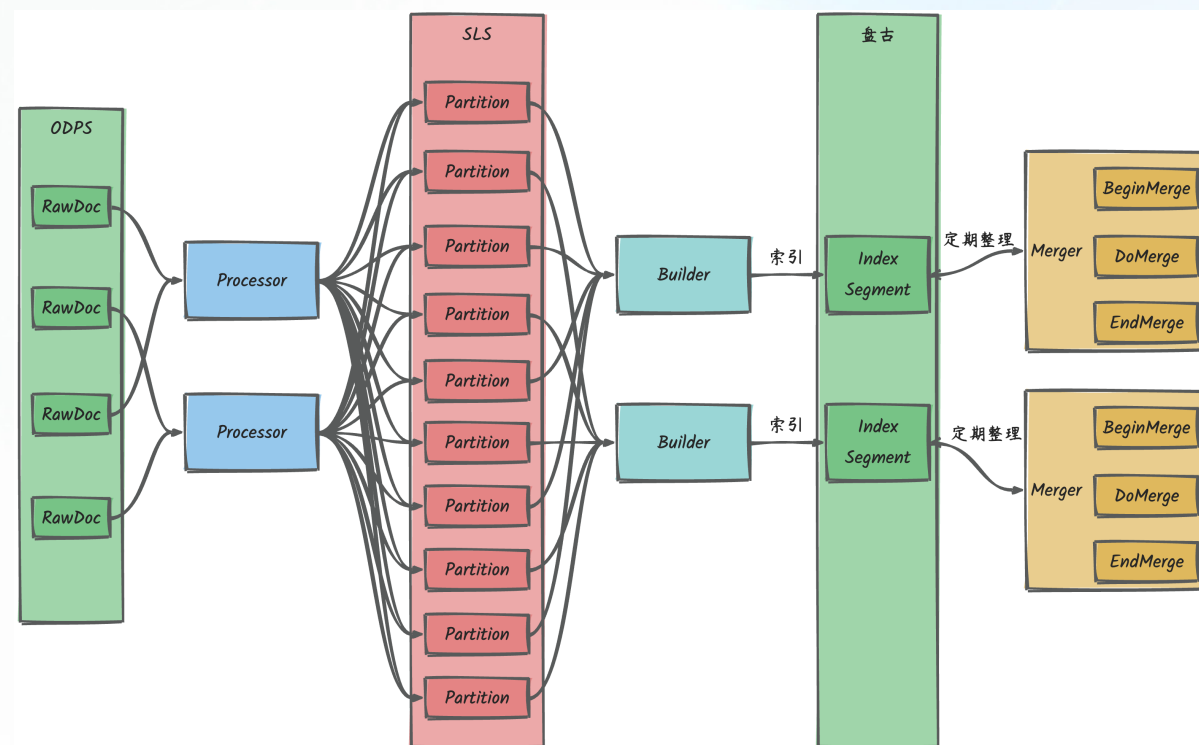 ODPS
RawDoc
RawDoc
RawDoc
RawDoc
Processor
Processor
SLS
Partition
Partition
Partition
Partition
Partition
Partition
Partition
Partition
Partition
Partition
Builder
Builder
索引
索引
盘古
Index
Segment
Index
Segment
定期整理
定期整理
Merger
BeginMerge
DoMerge
EndMerge
Merger
BeginMerge
DoMerge
EndMerge